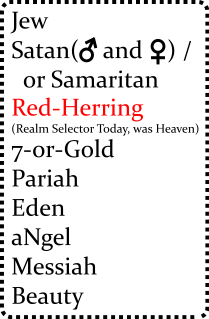 Jew
Satan(♂ and ♀) /
or Samaritan
Red-Herring
(Realm Selector Today, was Heaven)
7-or-Gold
Pariah
Eden
aNgel
Messiah
Beauty